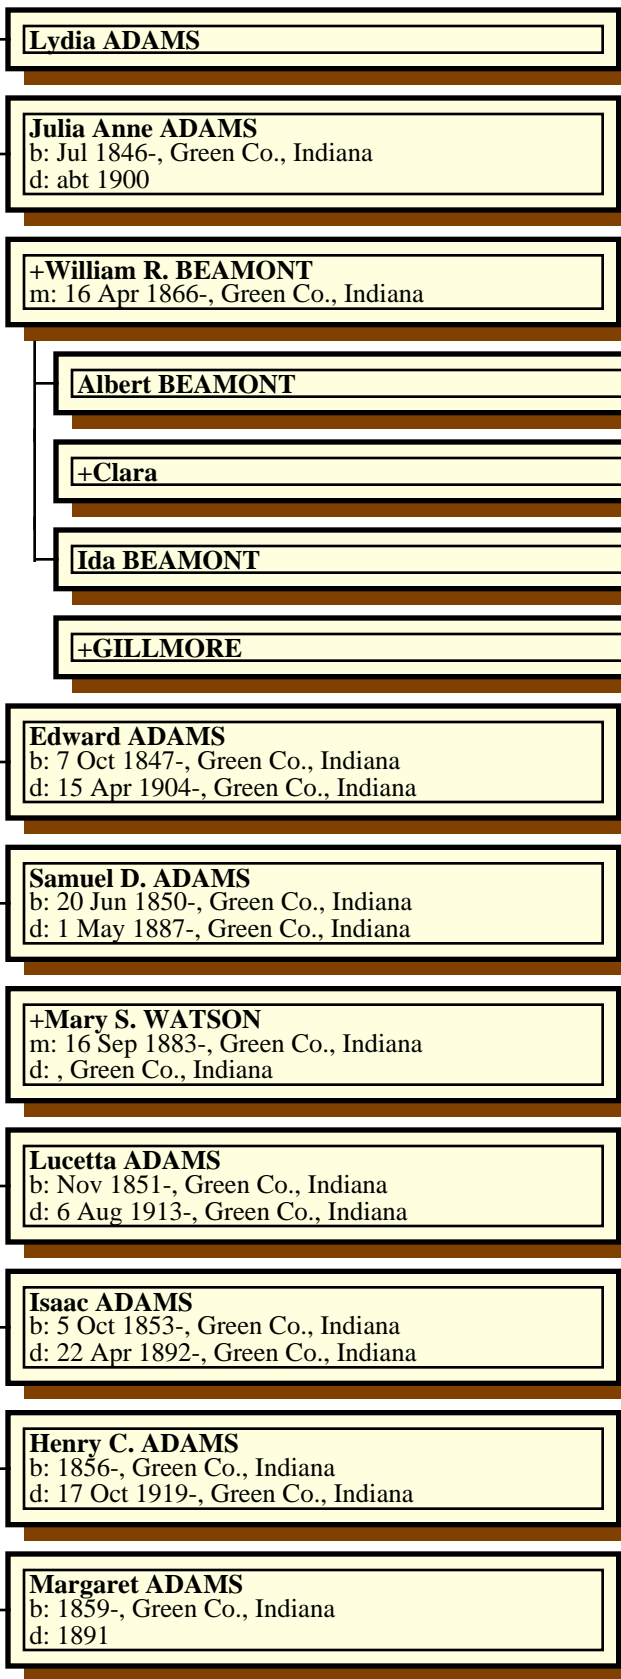 Lydia ADAMS
Julia Anne ADAMS
b: Jul 1846-, Green Co., Indiana
d: abt 1900
+William R. BEAMONT
m: 16 Apr 1866-, Green Co., Indiana
Albert BEAMONT
+Clara
Ida BEAMONT
+GILLMORE
Edward ADAMS
b: 7 Oct 1847-, Green Co., Indiana
d: 15 Apr 1904-, Green Co., Indiana
Samuel D. ADAMS
b: 20 Jun 1850-, Green Co., Indiana
d: 1 May 1887-, Green Co., Indiana
+Mary S. WATSON
m: 16 Sep 1883-, Green Co., Indiana
d: , Green Co., Indiana
Lucetta ADAMS
b: Nov 1851-, Green Co., Indiana
d: 6 Aug 1913-, Green Co., Indiana
Isaac ADAMS
b: 5 Oct 1853-, Green Co., Indiana
d: 22 Apr 1892-, Green Co., Indiana
Henry C. ADAMS
b: 1856-, Green Co., Indiana
d: 17 Oct 1919-, Green Co., Indiana
Margaret ADAMS
b: 1859-, Green Co., Indiana
d: 1891